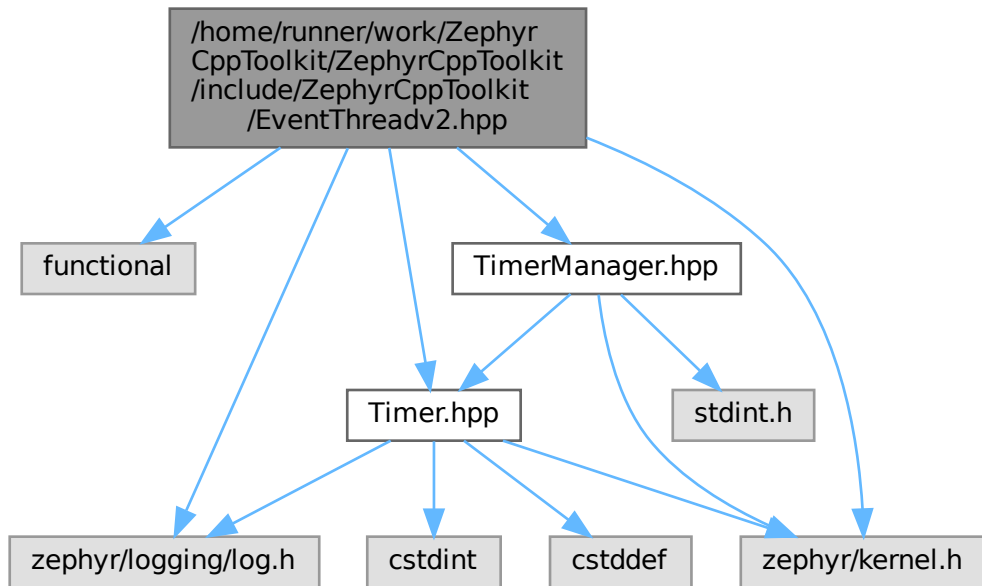 /home/runner/work/Zephyr
CppToolkit/ZephyrCppToolkit
/include/ZephyrCppToolkit
/EventThreadv2.hpp
functional
TimerManager.hpp
Timer.hpp
stdint.h
zephyr/logging/log.h
cstdint
cstddef
zephyr/kernel.h